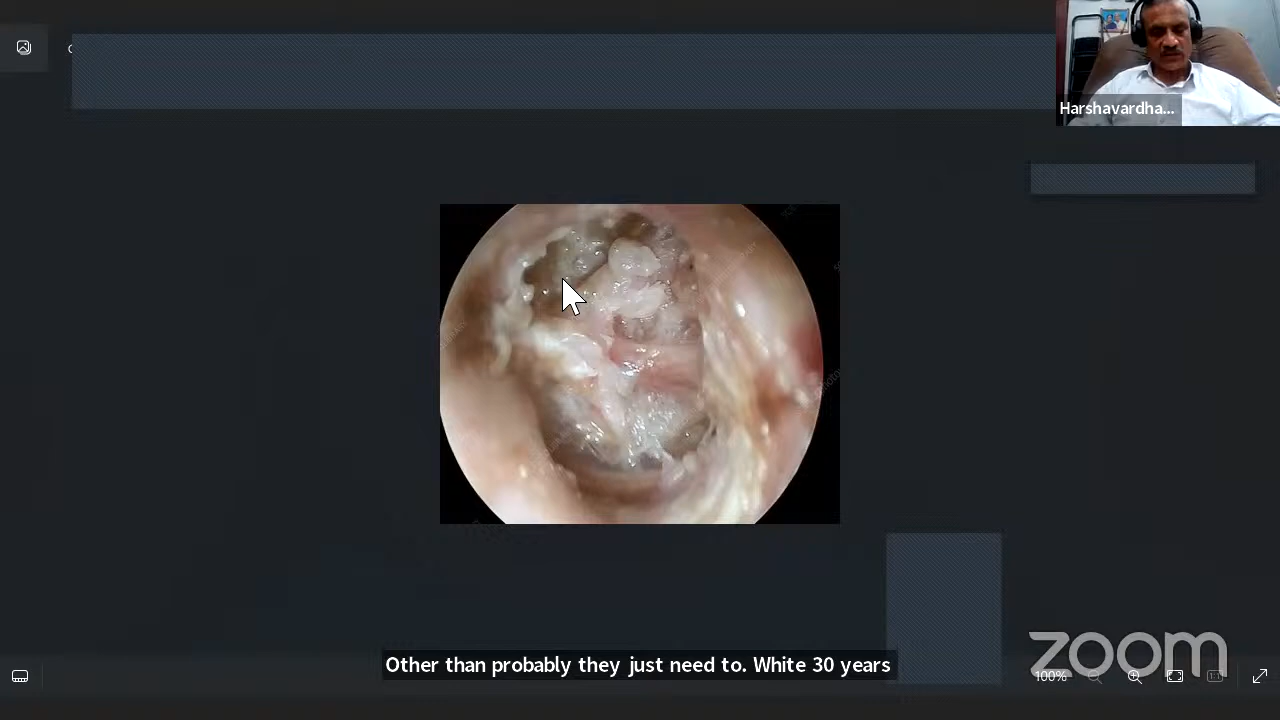 Harshavardha...
Other than probably they just need to. White 30 years
zoom
100%